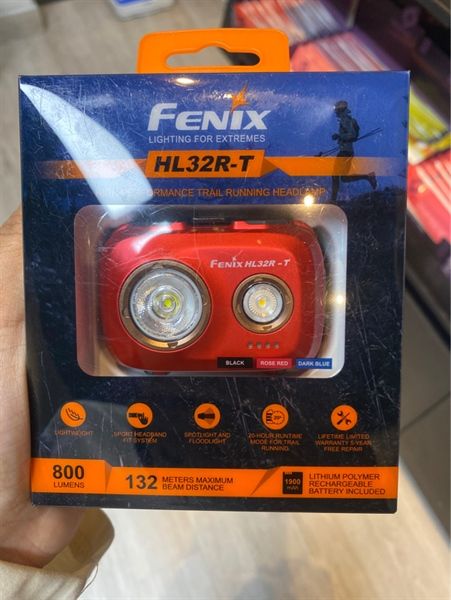 FENIX
LIGHTING FOR EXTREMES
HL32R-T
PERFORMANCE TRAIL RUNNING HEADLAMP
FENIX HL32R-T
BLACK
ROSE RED
DARK BLUE
LIGHTWEIGHT
SPORT HEADBAND
FIT SYSTEM
SPOTLIGHT AND
FLOODLIGHT
20-HOUR RUNTIME
MODE FOR TRAIL
RUNNING
LIFETIME LIMITED
WARRANTY 5-YEAR
FREE REPAIR
800
LUMENS
132
METERS MAXIMUM
BEAM DISTANCE
1900
mAh
LITHIUM POLYMER
RECHARGEABLE
BATTERY INCLUDED